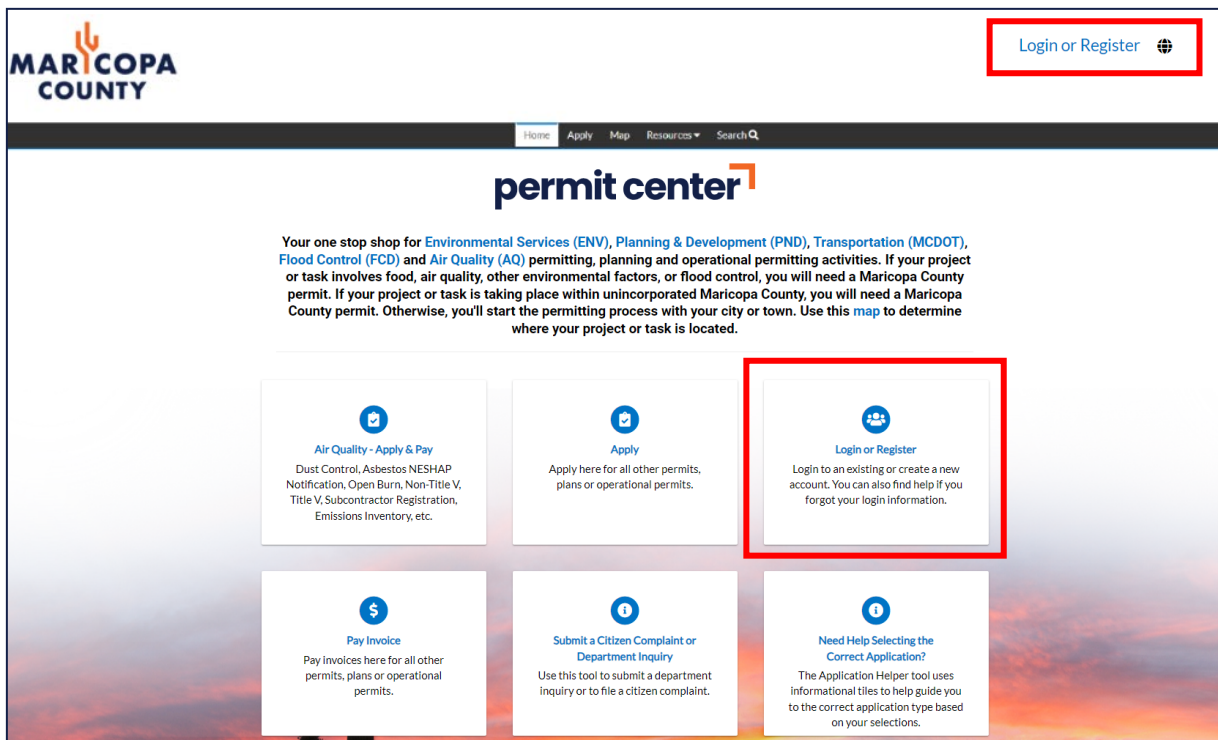 MARICOPA
COUNTY
Login or Register
Home Apply Map Resources Search
permit center
Your one stop shop for Environmental Services (ENV), Planning & Development (PND), Transportation (MCDOT),
Flood Control (FCD) and Air Quality (AQ) permitting, planning and operational permitting activities. If your project
or task involves food, air quality, other environmental factors, or flood control, you will need a Maricopa County
permit. If your project or task is taking place within unincorporated Maricopa County, you will need a Maricopa
County permit. Otherwise, you'll start the permitting process with your city or town. Use this map to determine
where your project or task is located.
Air Quality - Apply & Pay
Dust Control, Asbestos NESHAP
Notification, Open Burn, Non-Title V,
Title V, Subcontractor Registration,
Emissions Inventory, etc.
Apply
Apply here for all other permits,
plans or operational permits.
Login or Register
Login to an existing or create a new
account. You can also find help if you
forgot your login information.
Pay Invoice
Pay invoices here for all other
permits, plans or operational
permits.
Submit a Citizen Complaint or
Department Inquiry
Use this tool to submit a department
inquiry or to file a citizen complaint.
Need Help Selecting the
Correct Application?
The Application Helper tool uses
informational tiles to help guide you
to the correct application type based
on your selections.